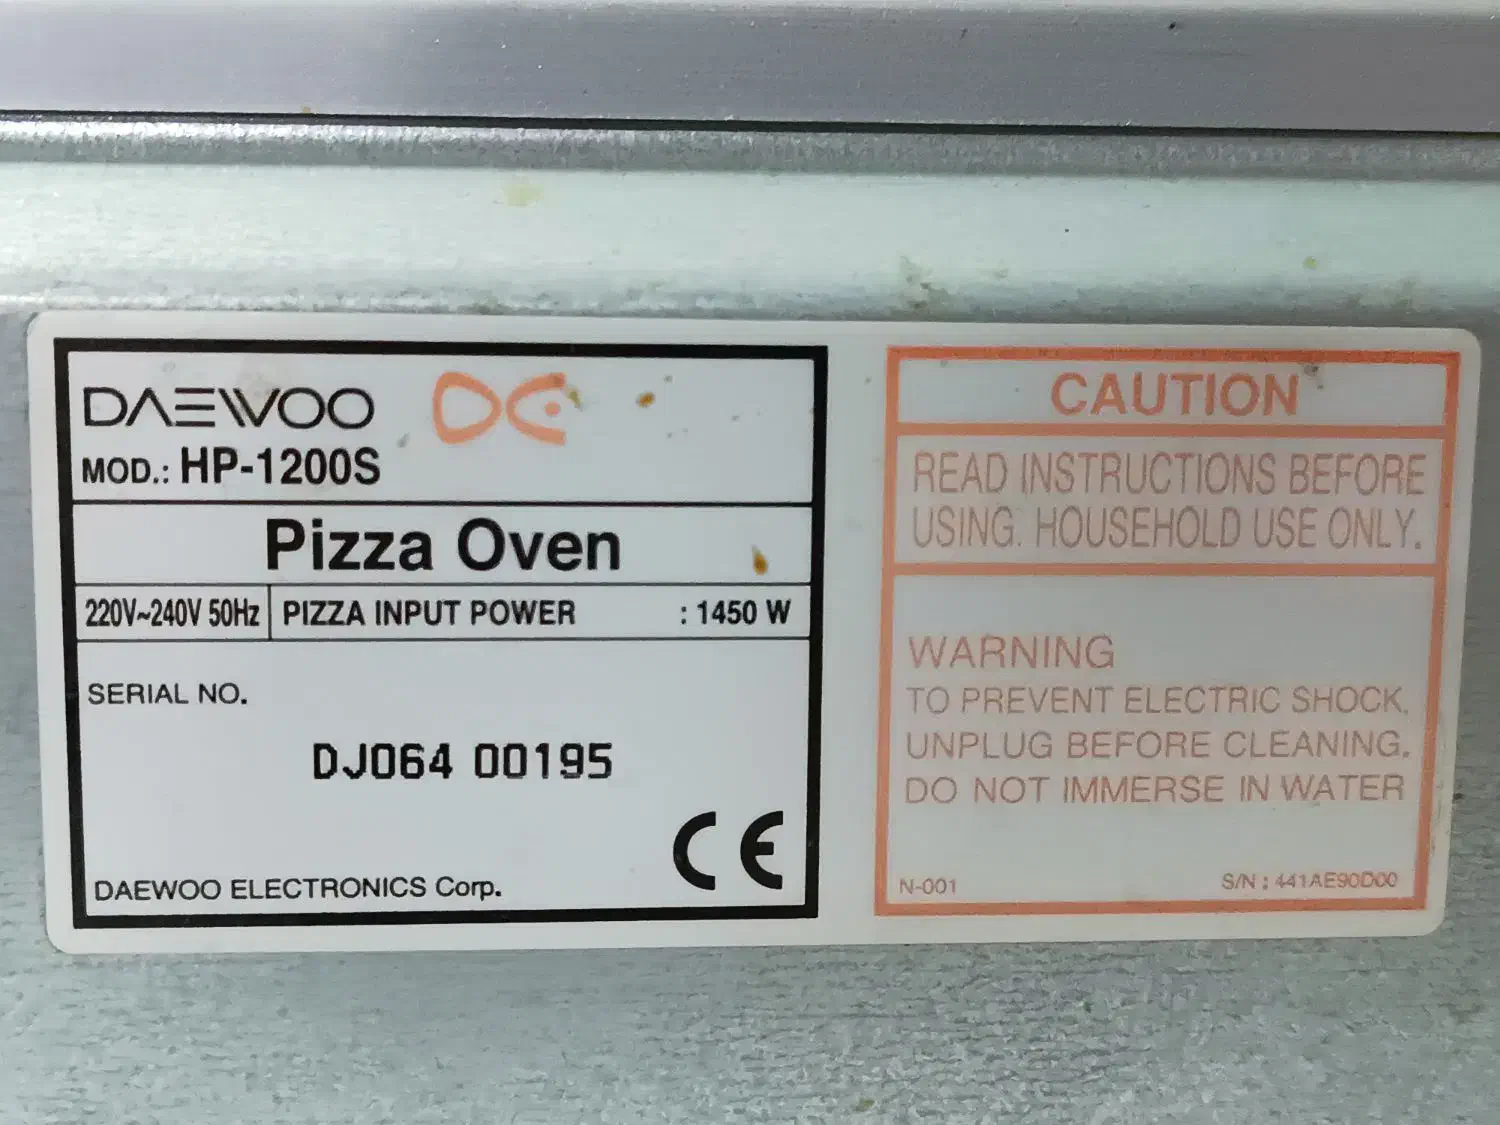 DAEWOO
MOD.: HP-1200S
Pizza Oven
220V~240V 50Hz PIZZA INPUT POWER : 1450 W
SERIAL NO.
DJ064 00195
CE
DAEWOO ELECTRONICS Corp.
CAUTION
READ INSTRUCTIONS BEFORE
USING. HOUSEHOLD USE ONLY.
WARNING
TO PREVENT ELECTRIC SHOCK,
UNPLUG BEFORE CLEANING.
DO NOT IMMERSE IN WATER
N-001 S/N : 441AE90D00